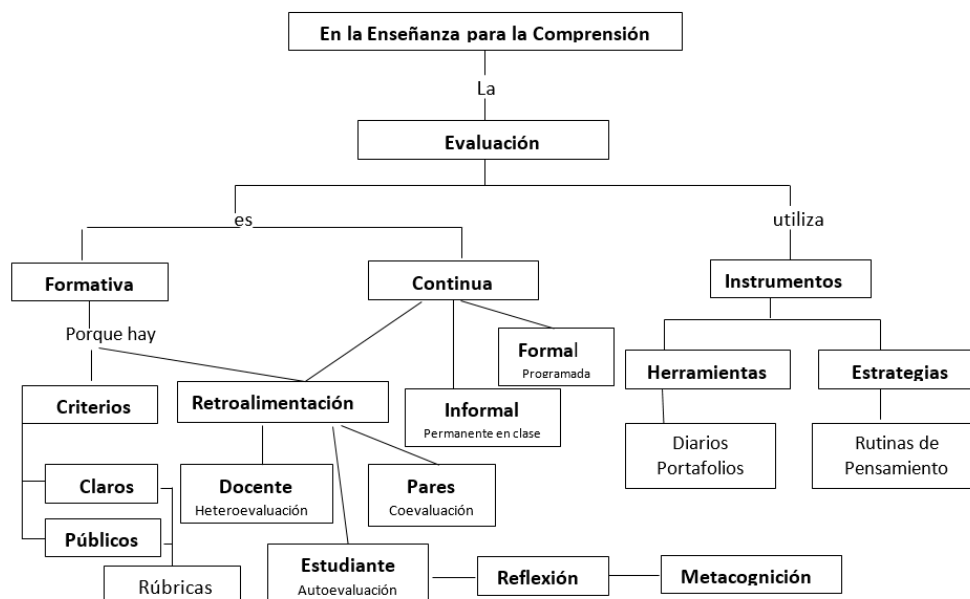 En la Enseñanza para la Comprensión
La
Evaluación
es
utiliza
Formativa
Continua
Instrumentos
Porque hay
Formal
Programada
Herramientas
Estrategias
Criterios
Retroalimentación
Informal
Permanente en clase
Diarios
Portafolios
Rutinas de
Pensamiento
Claros
Docente
Heteroevaluación
Pares
Coevaluación
Públicos
Estudiante
Autoevaluación
Reflexión
Metacognición
Rúbricas